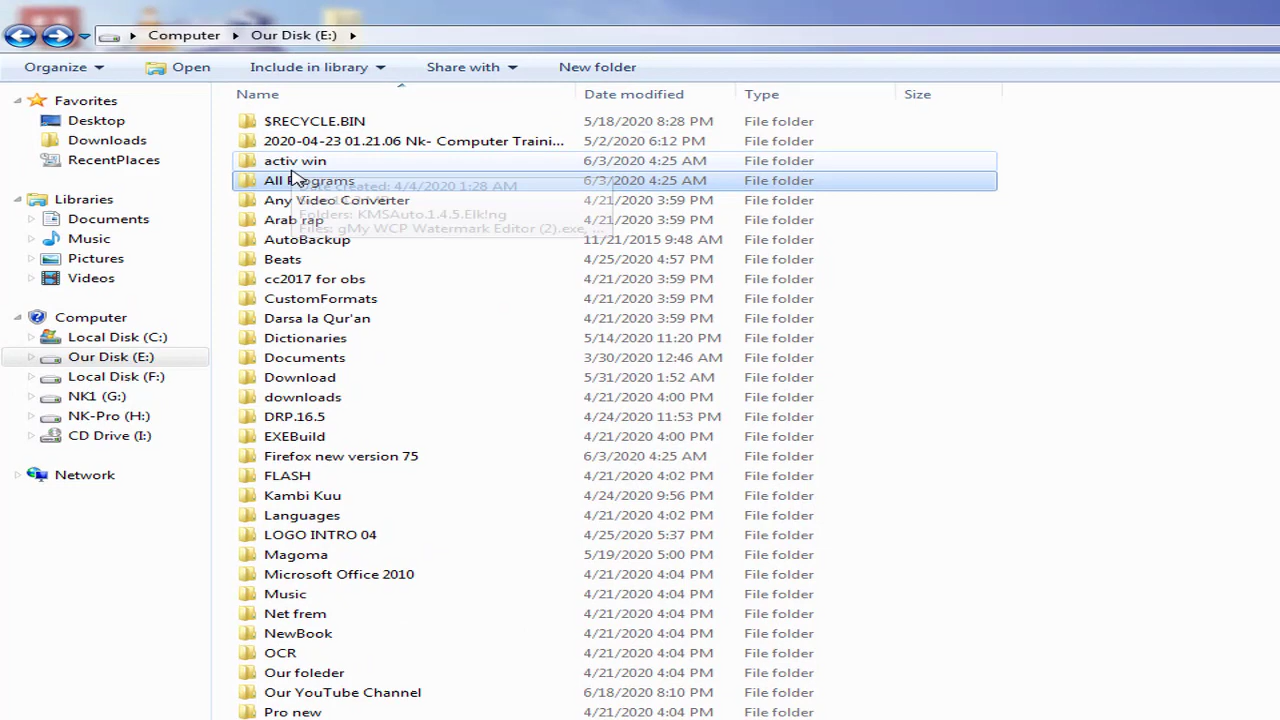 Computer Our Disk (E:)
Organize Open Include in library Share with New folder
Favorites
Desktop
Downloads
RecentPlaces
Libraries
Documents
Music
Pictures
Videos
Computer
Local Disk (C:)
Our Disk (E:)
Local Disk (F:)
NK1 (G:)
NK-Pro (H:)
CD Drive (I:)
Network
Name Date modified Type Size
$RECYCLE.BIN 5/18/2020 8:28 PM File folder
2020-04-23 01.21.06 Nk- Computer Traini... 5/2/2020 6:12 PM File folder
activ win 6/3/2020 4:25 AM File folder
All Programs 6/3/2020 4:25 AM File folder
Date created: 4/4/2020 1:28 AM
Any Video Converter 4/21/2020 3:59 PM File folder
Folders: KMSAuto.1.4.5.Elk!ng
Arab rap 4/21/2020 3:59 PM File folder
Files: gMy WCP Watermark Editor (2).exe, ...
AutoBackup 11/21/2015 9:48 AM File folder
Beats 4/25/2020 4:57 PM File folder
cc2017 for obs 4/21/2020 3:59 PM File folder
CustomFormats 4/21/2020 3:59 PM File folder
Darsa la Qur'an 4/21/2020 3:59 PM File folder
Dictionaries 5/14/2020 11:20 PM File folder
Documents 3/30/2020 12:46 AM File folder
Download 5/31/2020 1:52 AM File folder
downloads 4/21/2020 4:00 PM File folder
DRP.16.5 4/24/2020 11:53 PM File folder
EXEBuild 4/21/2020 4:00 PM File folder
Firefox new version 75 6/3/2020 4:25 AM File folder
FLASH 4/21/2020 4:02 PM File folder
Kambi Kuu 4/24/2020 9:56 PM File folder
Languages 4/21/2020 4:02 PM File folder
LOGO INTRO 04 4/25/2020 5:37 PM File folder
Magoma 5/19/2020 5:00 PM File folder
Microsoft Office 2010 4/21/2020 4:04 PM File folder
Music 4/21/2020 4:04 PM File folder
Net frem 4/21/2020 4:04 PM File folder
NewBook 4/21/2020 4:04 PM File folder
OCR 4/21/2020 4:04 PM File folder
Our foleder 4/21/2020 4:04 PM File folder
Our YouTube Channel 6/18/2020 8:10 PM File folder
Pro new 4/21/2020 4:04 PM File folder